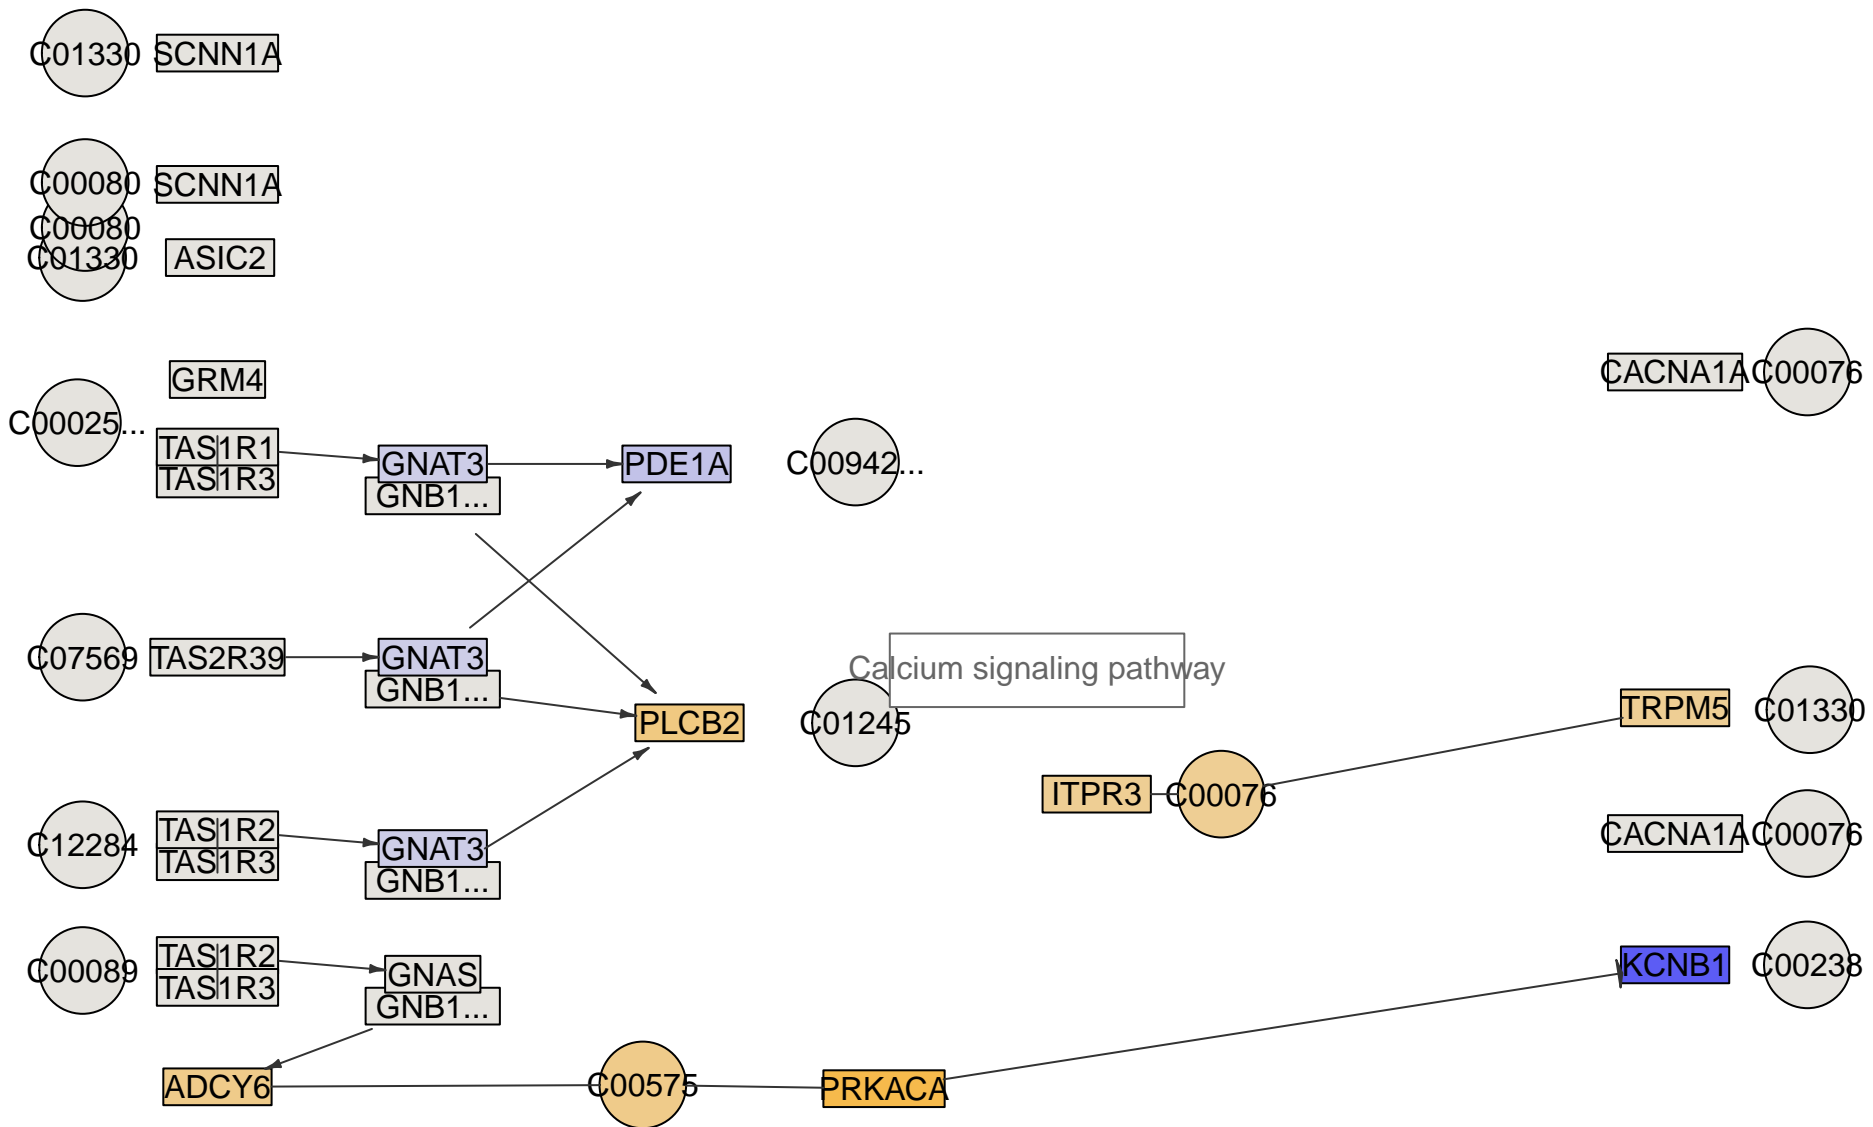 C01330 SCNN1A
C00080 SCNN1A
C00080
C01330 ASIC2
GRM4
CACNA1A C00076
C00025...
TAS1R1
GNAT3 PDE1A C00942...
TAS1R3
GNB1...
C07569 TAS2R39 GNAT3
Calcium signaling pathway
GNB1...
PLCB2 C01245
TRPM5 C01330
ITPR3 C00076
TAS1R2
CACNA1A C00076
C12284
GNAT3
TAS1R3
GNB1...
TAS1R2
KCNB1 C00238
C00089
GNAS
TAS1R3
GNB1...
ADCY6 C00575 PRKACA